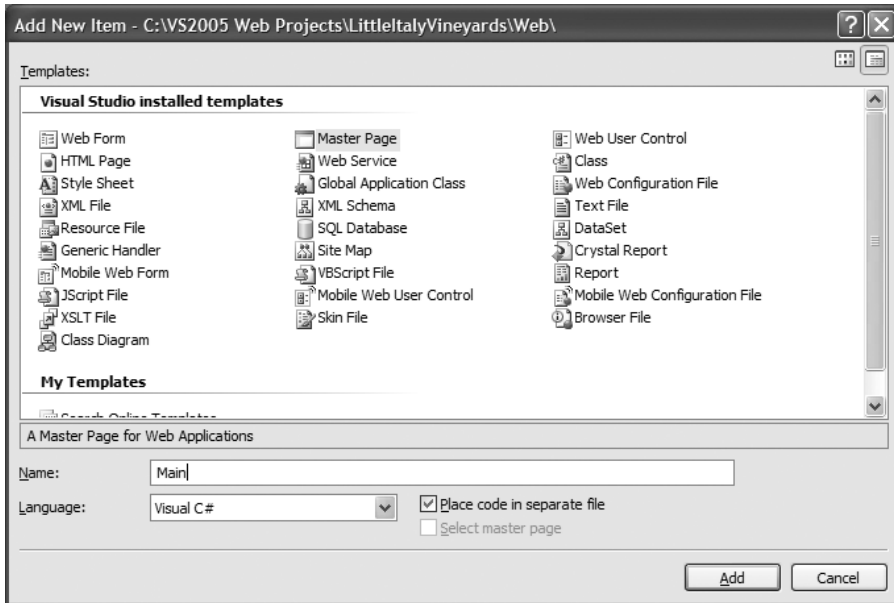 Add New Item - C:\VS2005 Web Projects\LittleItalyVineyards\Web\
Templates:
Visual Studio installed templates
Web Form Master Page Web User Control
HTML Page Web Service Class
Style Sheet Global Application Class Web Configuration File
XML File XML Schema Text File
Resource File SQL Database DataSet
Generic Handler Site Map Crystal Report
Mobile Web Form VBScript File Report
JScript File Mobile Web User Control Mobile Web Configuration File
XSLT File Skin File Browser File
Class Diagram
My Templates
Search Online Templates
A Master Page for Web Applications
Name: Main
Language: Visual C# Place code in separate file
Select master page
Add Cancel